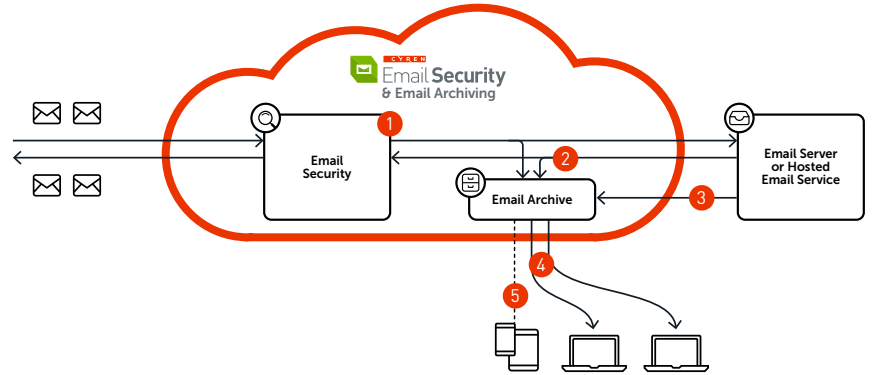 CYREN
Email Security
& Email Archiving
1
Email
Security
2
Email Server
or Hosted
Email Service
Email Archive
3
4
5